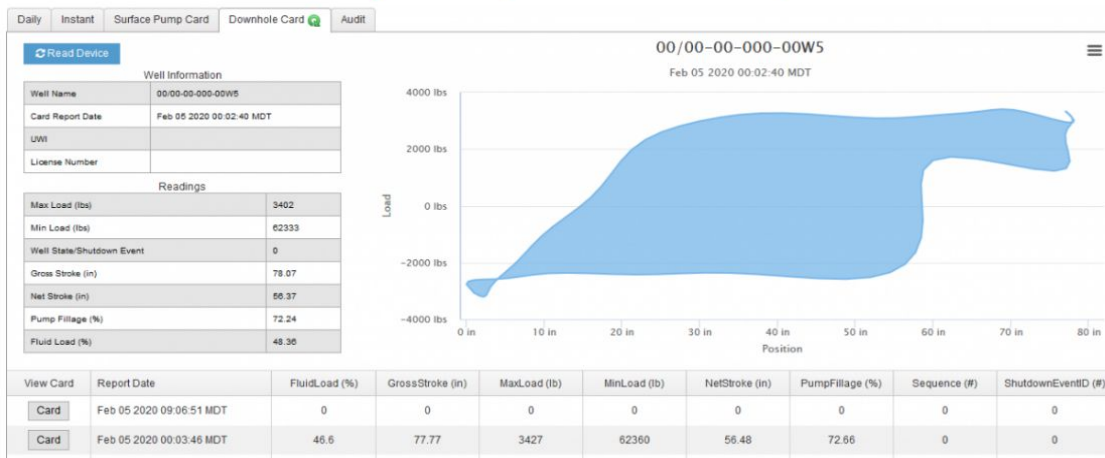 Daily Instant Surface Pump Card Downhole Card Audit
Read Device
Well Information
Well Name 00/00-00-000-00W5
Card Report Date Feb 05 2020 00:02:40 MDT
UWI
License Number
Readings
Max Load (lbs) 3402
Min Load (lbs) 62333
Well State/Shutdown Event 0
Gross Stroke (in) 78.07
Net Stroke (in) 56.37
Pump Fillage (%) 72.24
Fluid Load (%) 48.36
00/00-00-000-00W5
Feb 05 2020 00:02:40 MDT
4000 lbs
2000 lbs
0 lbs
-2000 lbs
-4000 lbs
Load
0 in 10 in 20 in 30 in 40 in 50 in 60 in 70 in 80 in
Position
View Card Report Date FluidLoad (%) GrossStroke (in) MaxLoad (lb) MinLoad (lb) NetStroke (in) PumpFillage (%) Sequence (#) ShutdownEventID (#)
Card Feb 05 2020 09:06:51 MDT 0 0 0 0 0 0 0 0
Card Feb 05 2020 00:03:46 MDT 46.6 77.77 3427 62360 56.48 72.66 0 0